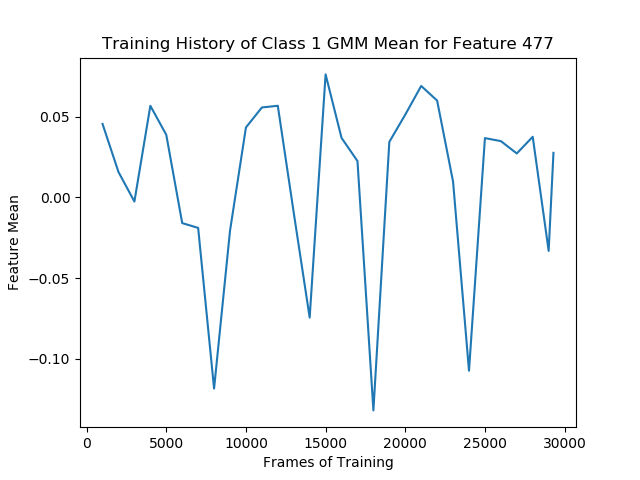 Training History of Class 1 GMM Mean for Feature 477
0.05
0.00
−0.05
−0.10
Feature Mean
0 5000 10000 15000 20000 25000 30000
Frames of Training